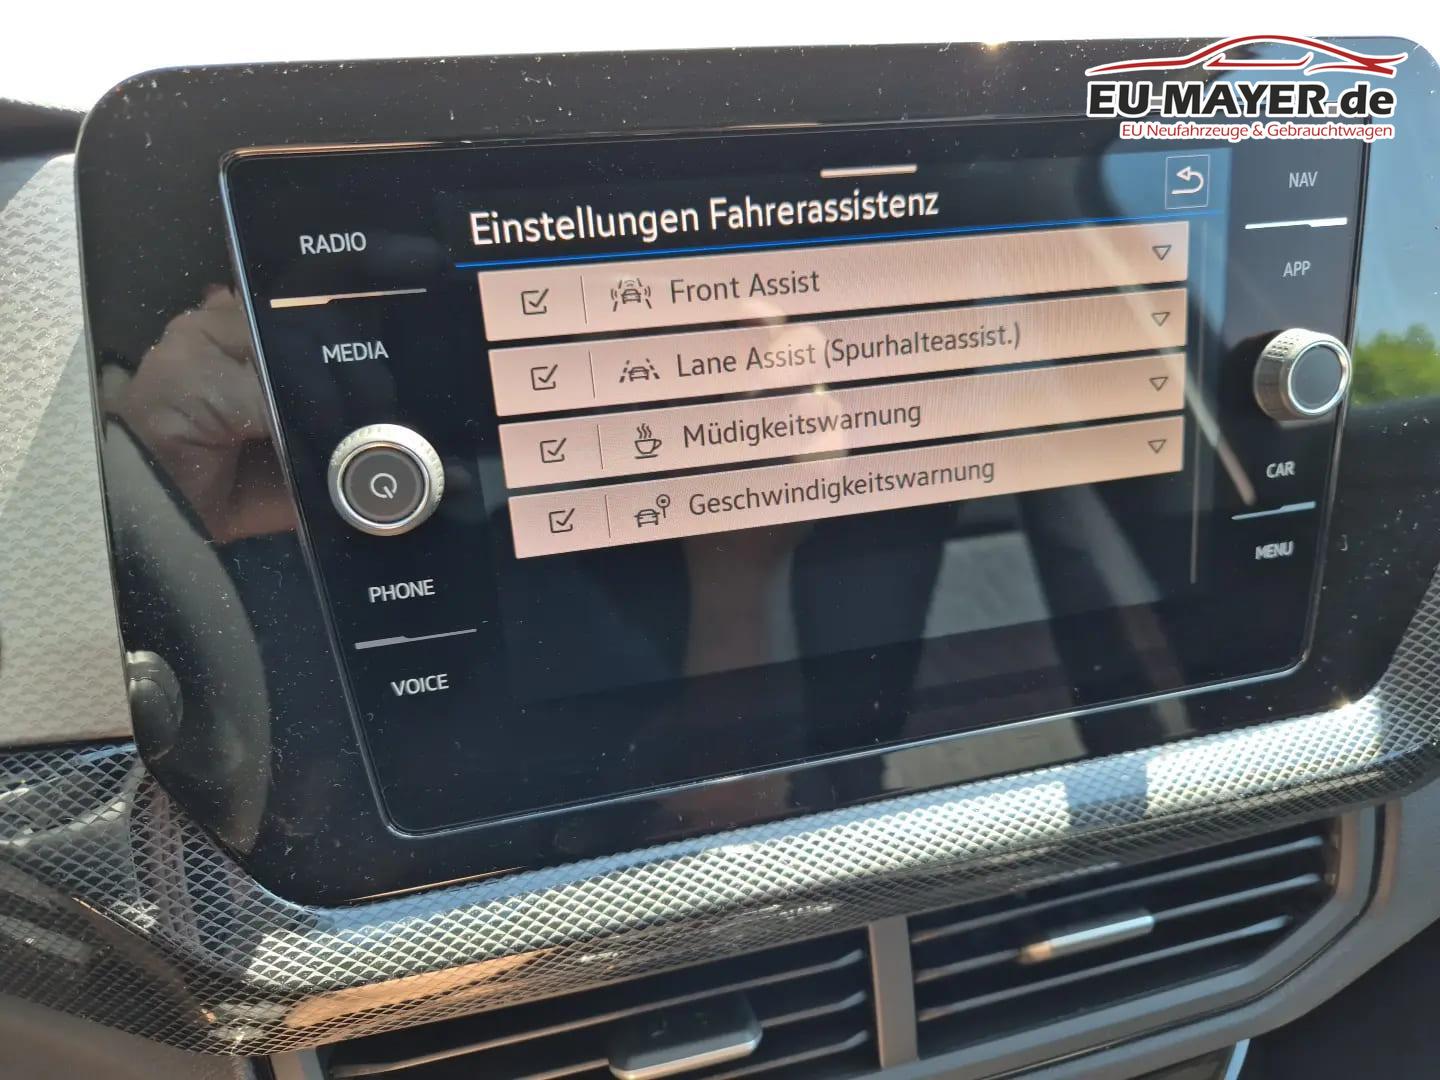 EU-MAYER.de
EU Neufahrzeuge & Gebrauchtwagen
RADIO
MEDIA
PHONE
VOICE
Einstellungen Fahrerassistenz
Front Assist
Lane Assist (Spurhalteassist.)
Müdigkeitswarnung
Geschwindigkeitswarnung
NAV
APP
CAR
MENU